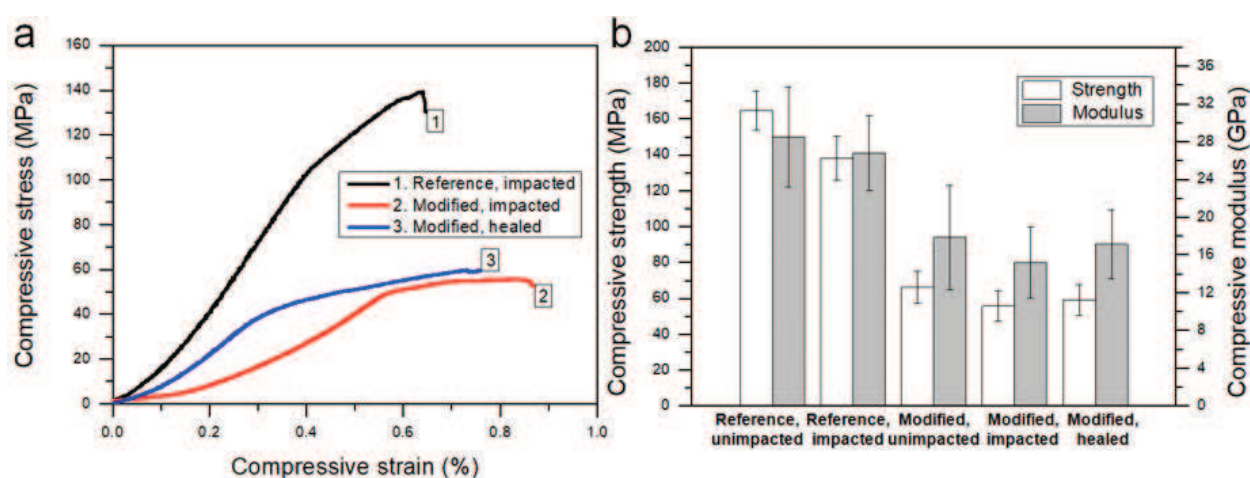 a
160
140
120
100
80
60
40
20
0
Compressive stress (MPa)
0.0 0.2 0.4 0.6 0.8 1.0
Compressive strain (%)
1
1. Reference, impacted
2. Modified, impacted
3. Modified, healed
3
2
b
200
180
160
140
120
100
80
60
40
20
0
Compressive strength (MPa)
Strength
Modulus
36
32
28
24
20
16
12
8
4
0
Compressive modulus (GPa)
Reference, Reference, Modified, Modified, Modified,
unimpacted impacted unimpacted impacted healed